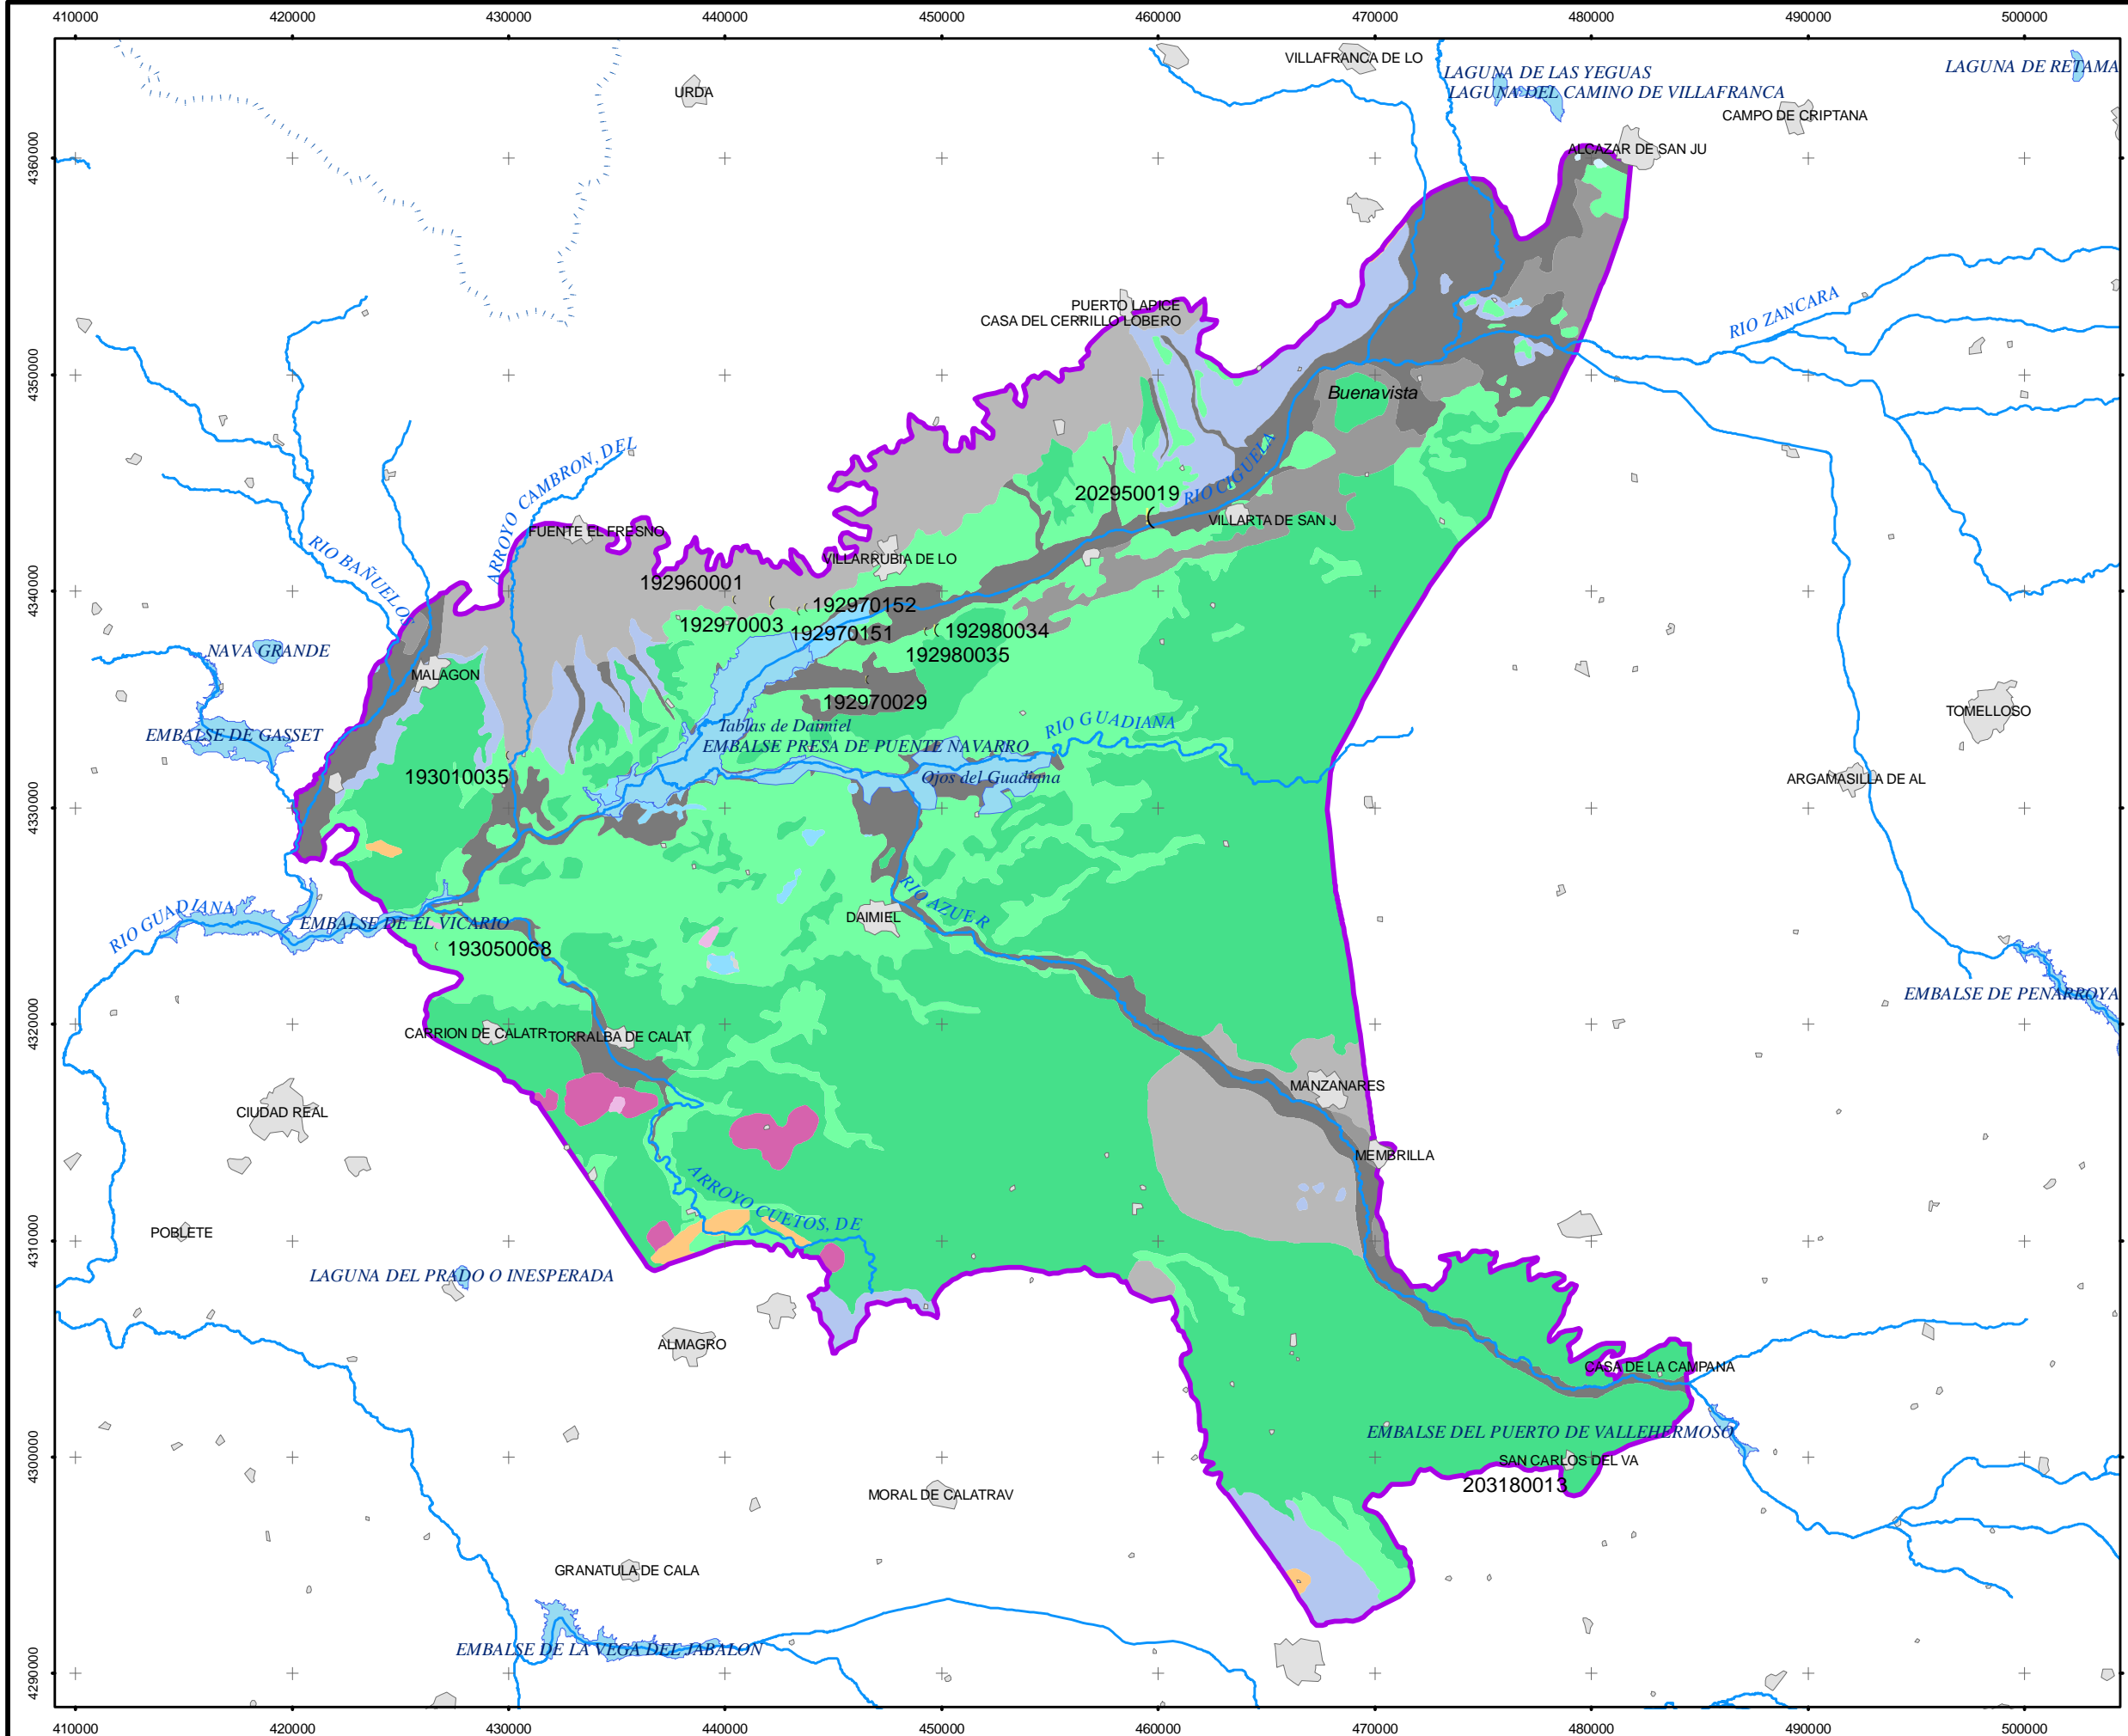 410000 420000 430000 440000 450000 460000 470000 480000 490000 500000
VILLAFRANCA DE LO
LAGUNA DE LAS YEGUAS
LAGUNA DE RETAMA
URDA
LAGUNA DEL CAMINO DE VILLAFRANCA
CAMPO DE CRIPTANA
4360000
ALCAZAR DE SAN JU
PUERTO LAPICE
CASA DEL CERRILLO LOBERO
RIO ZANCARA
4350000
Buenavista
ARROYO CAMBRON, DEL
RIO CIGUELA
202950019
VILLARTA DE SAN J
FUENTE EL FRESNO
RIO BAÑUELOS
VILLARRUBIA DE LO
4340000
192960001
192970152
192970003
192970151
192980034
192980035
NAVA GRANDE
MALAGON
192970029
TOMELLOSO
Tablas de Daimiel
RIO GUADIANA
EMBALSE DE GASSET
EMBALSE PRESA DE PUENTE NAVARRO
193010035
Ojos del Guadiana
ARGAMASILLA DE AL
4330000
RIO AZUER
RIO GUADIANA
EMBALSE DE EL VICARIO
DAIMIEL
193050068
EMBALSE DE PENARROYA
4320000
CARRION DE CALATR
TORRALBA DE CALAT
MANZANARES
CIUDAD REAL
MEMBRILLA
ARROYO CUETOS, DE
4310000
POBLETE
LAGUNA DEL PRADO O INESPERADA
ALMAGRO
CASA DE LA CAMPANA
EMBALSE DEL PUERTO DE VALLEHERMOSO
4300000
SAN CARLOS DEL VA
203180013
MORAL DE CALATRAV
GRANATULA DE CALA
EMBALSE DE LA VEGA DEL JABALON
4290000
410000 420000 430000 440000 450000 460000 470000 480000 490000 500000